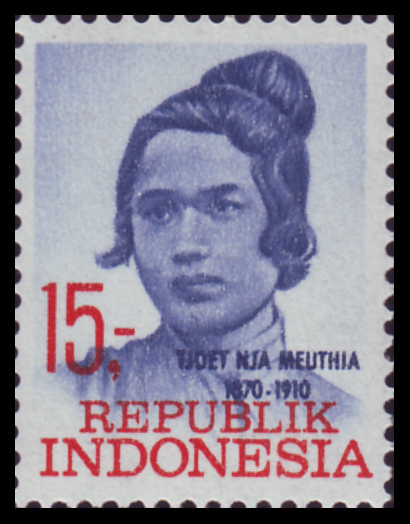 15,-
TJOET NJA MEUTHIA
1870-1910
REPUBLIK
INDONESIA